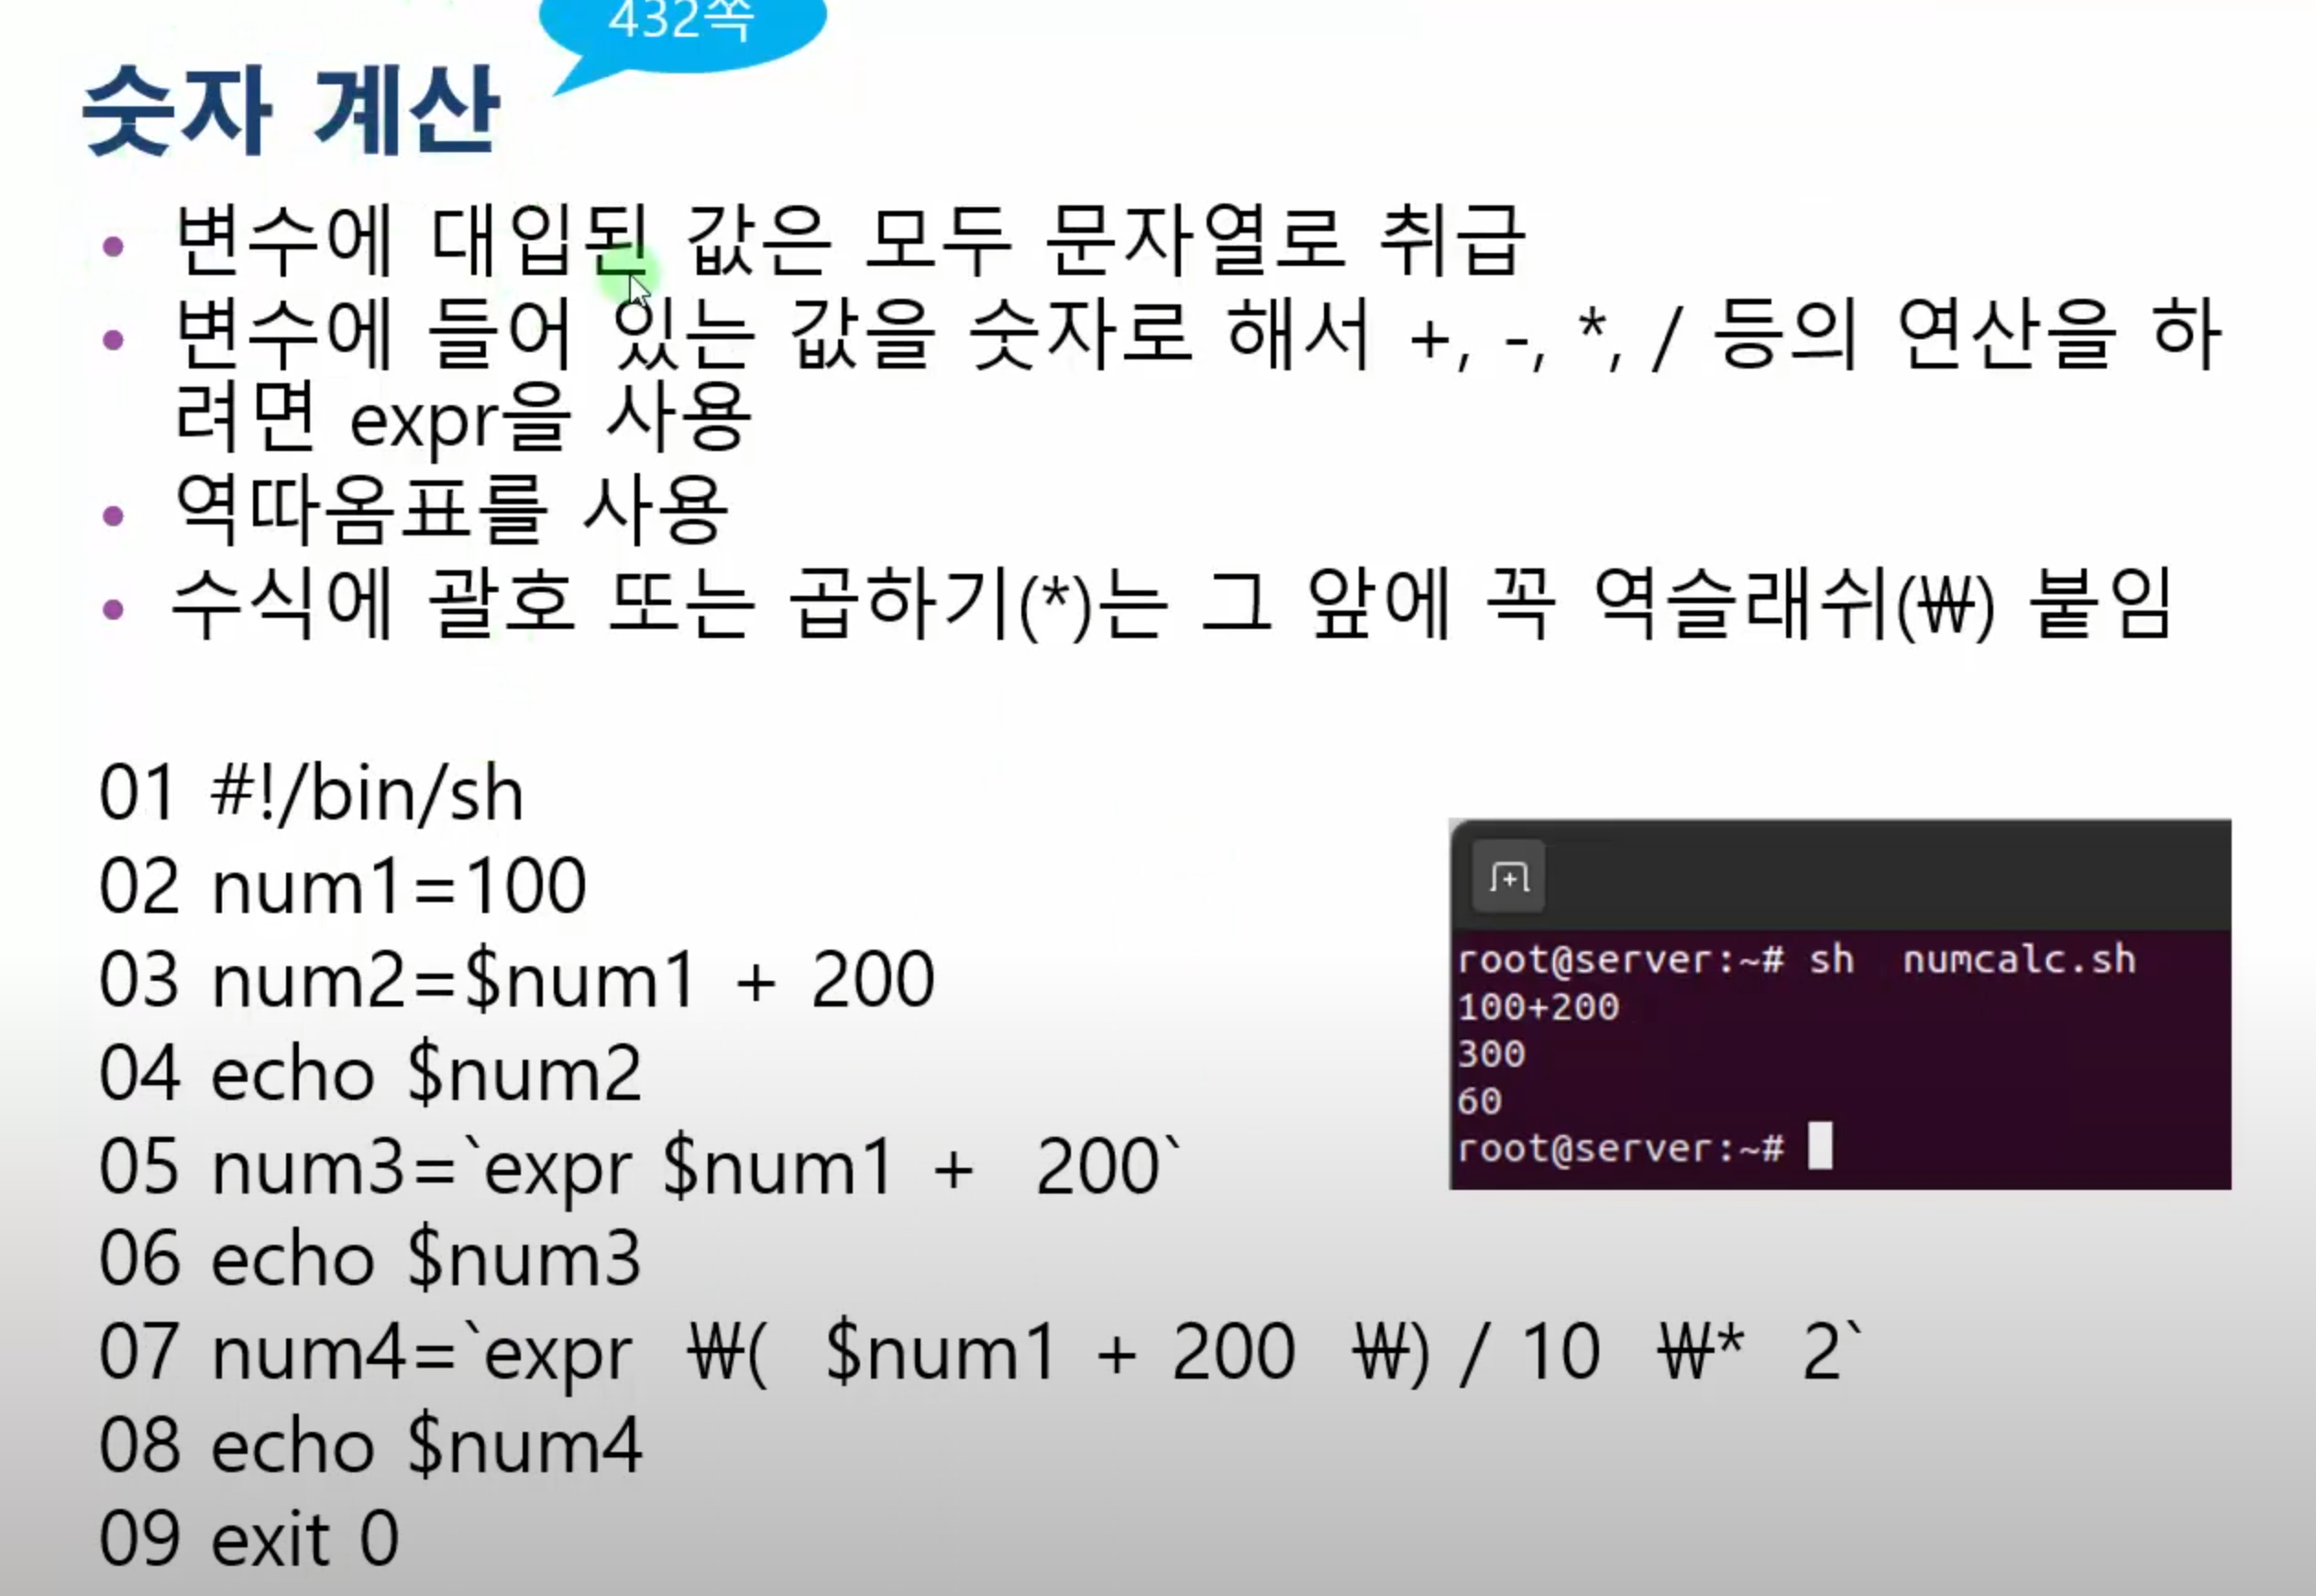 432쪽
숫자 계산
• 변수에 대입된 값은 모두 문자열로 취급
• 변수에 들어 있는 값을 숫자로 해서 +, -, *, / 등의 연산을 하
려면 expr을 사용
• 역따옴표를 사용
• 수식에 괄호 또는 곱하기(*)는 그 앞에 꼭 역슬래쉬(₩) 붙임
01 #!/bin/sh
02 num1=100
03 num2=$num1 + 200
04 echo $num2
05 num3=`expr $num1 + 200`
06 echo $num3
07 num4=`expr ₩( $num1 + 200 ₩) / 10 ₩* 2`
08 echo $num4
09 exit 0
root@server:~# sh numcalc.sh
100+200
300
60
root@server:~#